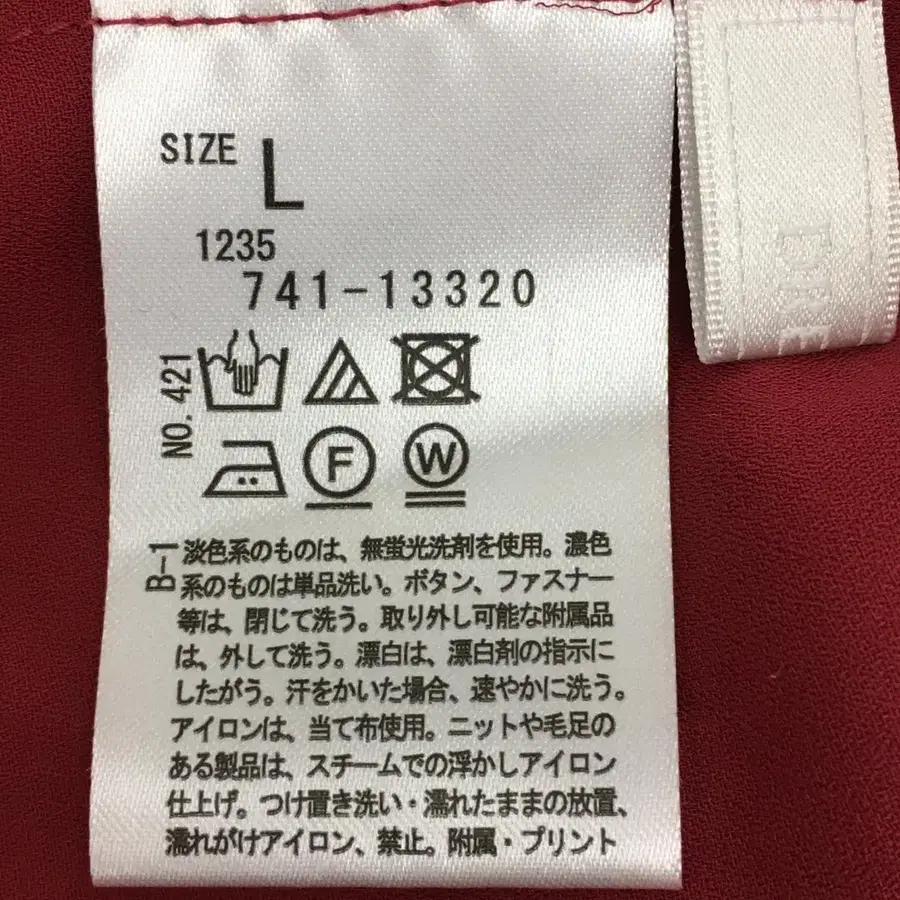 SIZE L
1235
741-13320
NO. 421
F W
B-1
淡色系のものは、無蛍光洗剤を使用。濃色
系のものは単品洗い。ボタン、ファスナー
等は、閉じて洗う。取り外し可能な附属品
は、外して洗う。漂白は、漂白剤の指示に
したがう。汗をかいた場合、速やかに洗う。
アイロンは、当て布使用。ニットや毛足の
ある製品は、スチームでの浮かしアイロン
仕上げ。つけ置き洗い・濡れたままの放置、
濡れがけアイロン、禁止。附属・プリント